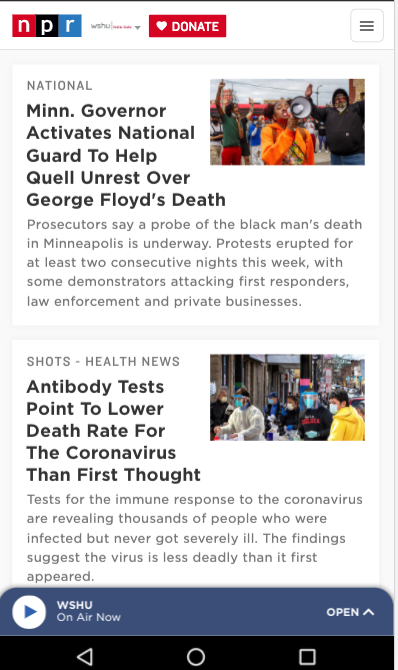 npr wshu DONATE
NATIONAL
Minn. Governor
Activates National
Guard To Help
Quell Unrest Over
George Floyd's Death
Prosecutors say a probe of the black man's death
in Minneapolis is underway. Protests erupted for
at least two consecutive nights this week, with
some demonstrators attacking first responders,
law enforcement and private businesses.
SHOTS - HEALTH NEWS
Antibody Tests
Point To Lower
Death Rate For
The Coronavirus
Than First Thought
Tests for the immune response to the coronavirus
are revealing thousands of people who were
infected but never got severely ill. The findings
suggest the virus is less deadly than it first
appeared.
WSHU
On Air Now
OPEN